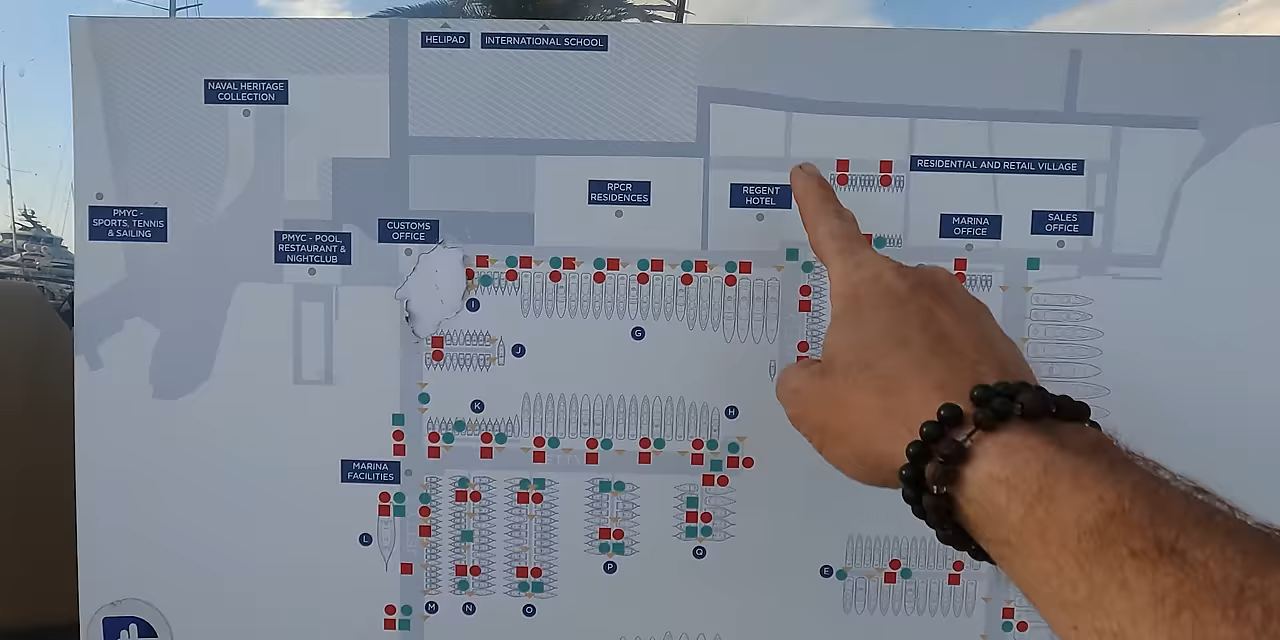 HELIPAD
INTERNATIONAL SCHOOL
NAVAL HERITAGE
COLLECTION
RESIDENTIAL AND RETAIL VILLAGE
RPCR
RESIDENCES
REGENT
HOTEL
PMYC -
SPORTS, TENNIS
& SAILING
CUSTOMS
OFFICE
MARINA
OFFICE
SALES
OFFICE
PMYC - POOL,
RESTAURANT &
NIGHTCLUB
I
G
J
K
H
MARINA
FACILITIES
L
Q
P
E
M
N
O